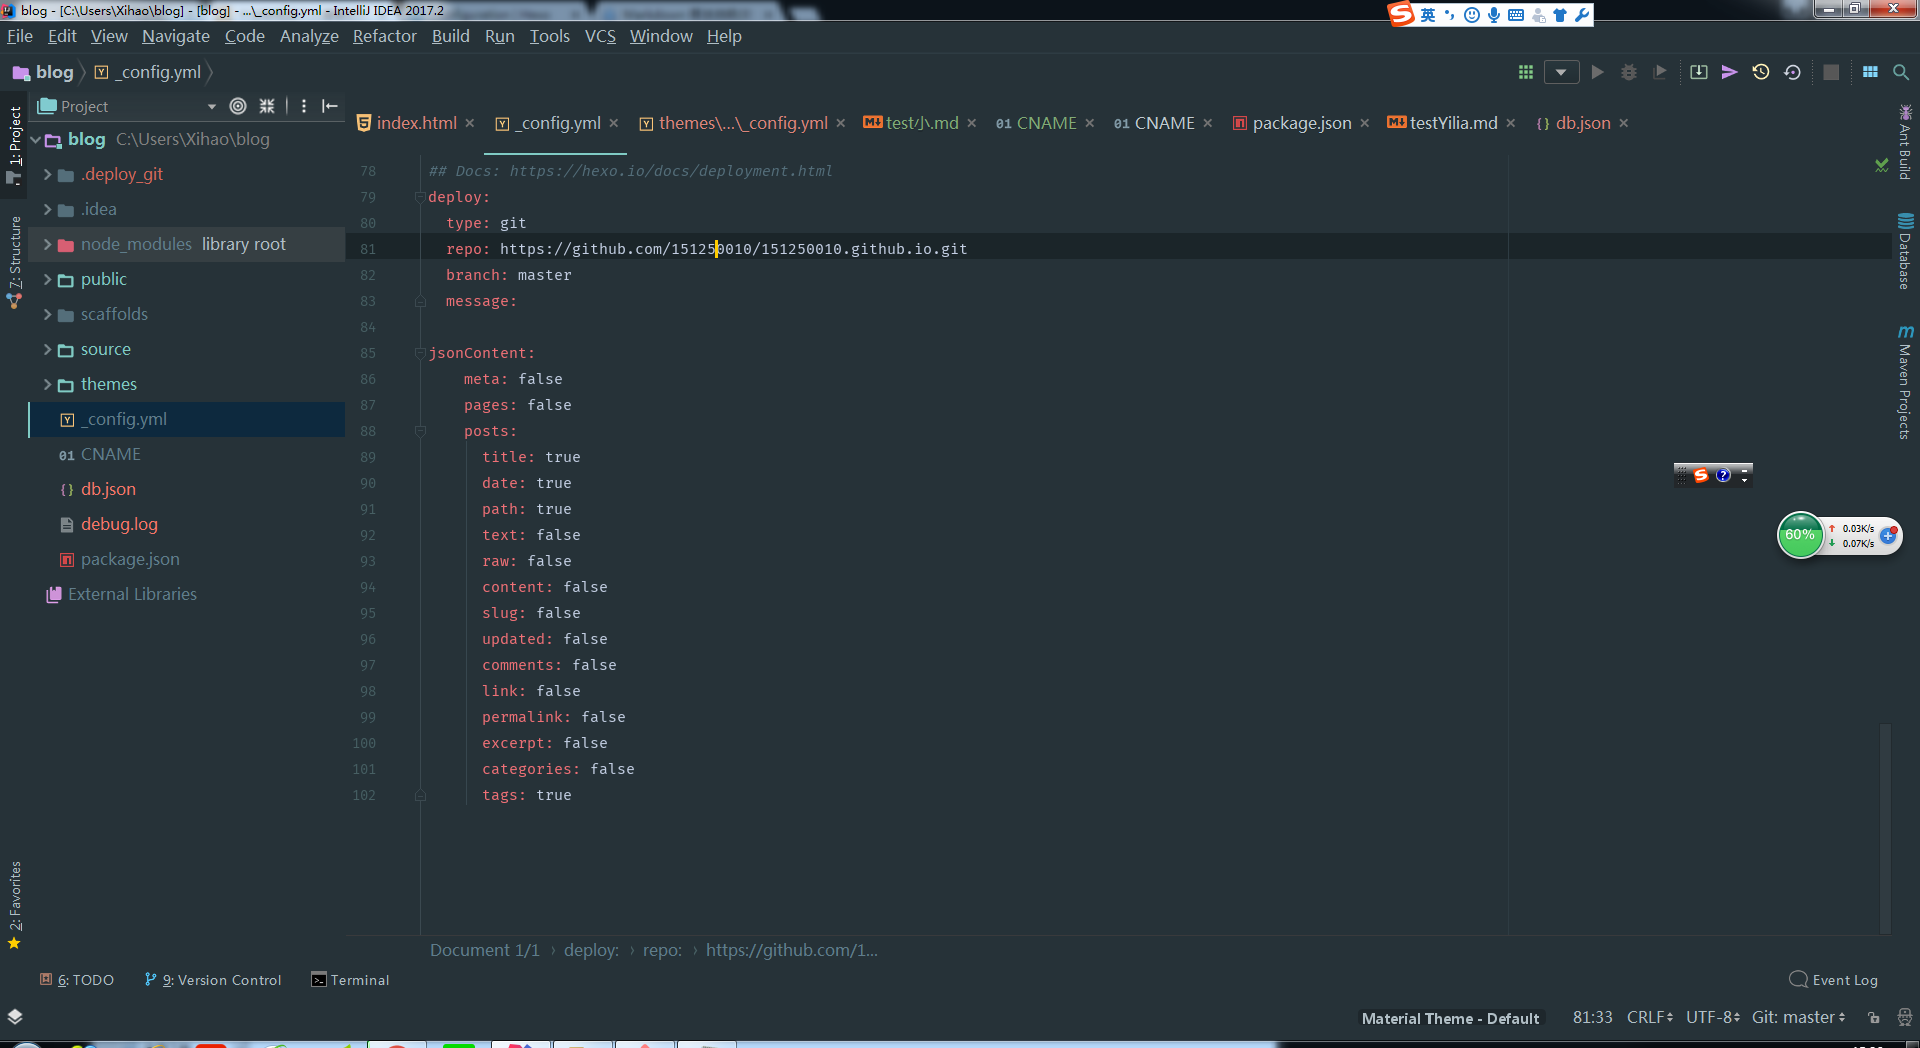 blog - [C:\Users\Xihao\blog] - [blog] - ...\_config.yml - IntelliJ IDEA 2017.2
英
File Edit View Navigate Code Analyze Refactor Build Run Tools VCS Window Help
blog _config.yml
Project
index.html _config.yml themes\...\_config.yml test小.md 01 CNAME 01 CNAME package.json testYilia.md db.json
1: Project
7: Structure
2: Favorites
blog C:\Users\Xihao\blog
.deploy_git
.idea
node_modules library root
public
scaffolds
source
themes
_config.yml
01 CNAME
db.json
debug.log
package.json
External Libraries
78 ## Docs: https://hexo.io/docs/deployment.html
79 deploy:
80 type: git
81 repo: https://github.com/151250010/151250010.github.io.git
82 branch: master
83 message:
84
85 jsonContent:
86 meta: false
87 pages: false
88 posts:
89 title: true
90 date: true
91 path: true
92 text: false
93 raw: false
94 content: false
95 slug: false
96 updated: false
97 comments: false
98 link: false
99 permalink: false
100 excerpt: false
101 categories: false
102 tags: true
Ant Build
Database
Maven Projects
60%
0.03K/s
0.07K/s
Document 1/1 › deploy: › repo: › https://github.com/1...
6: TODO 9: Version Control Terminal Event Log
Material Theme - Default 81:33 CRLF UTF-8 Git: master